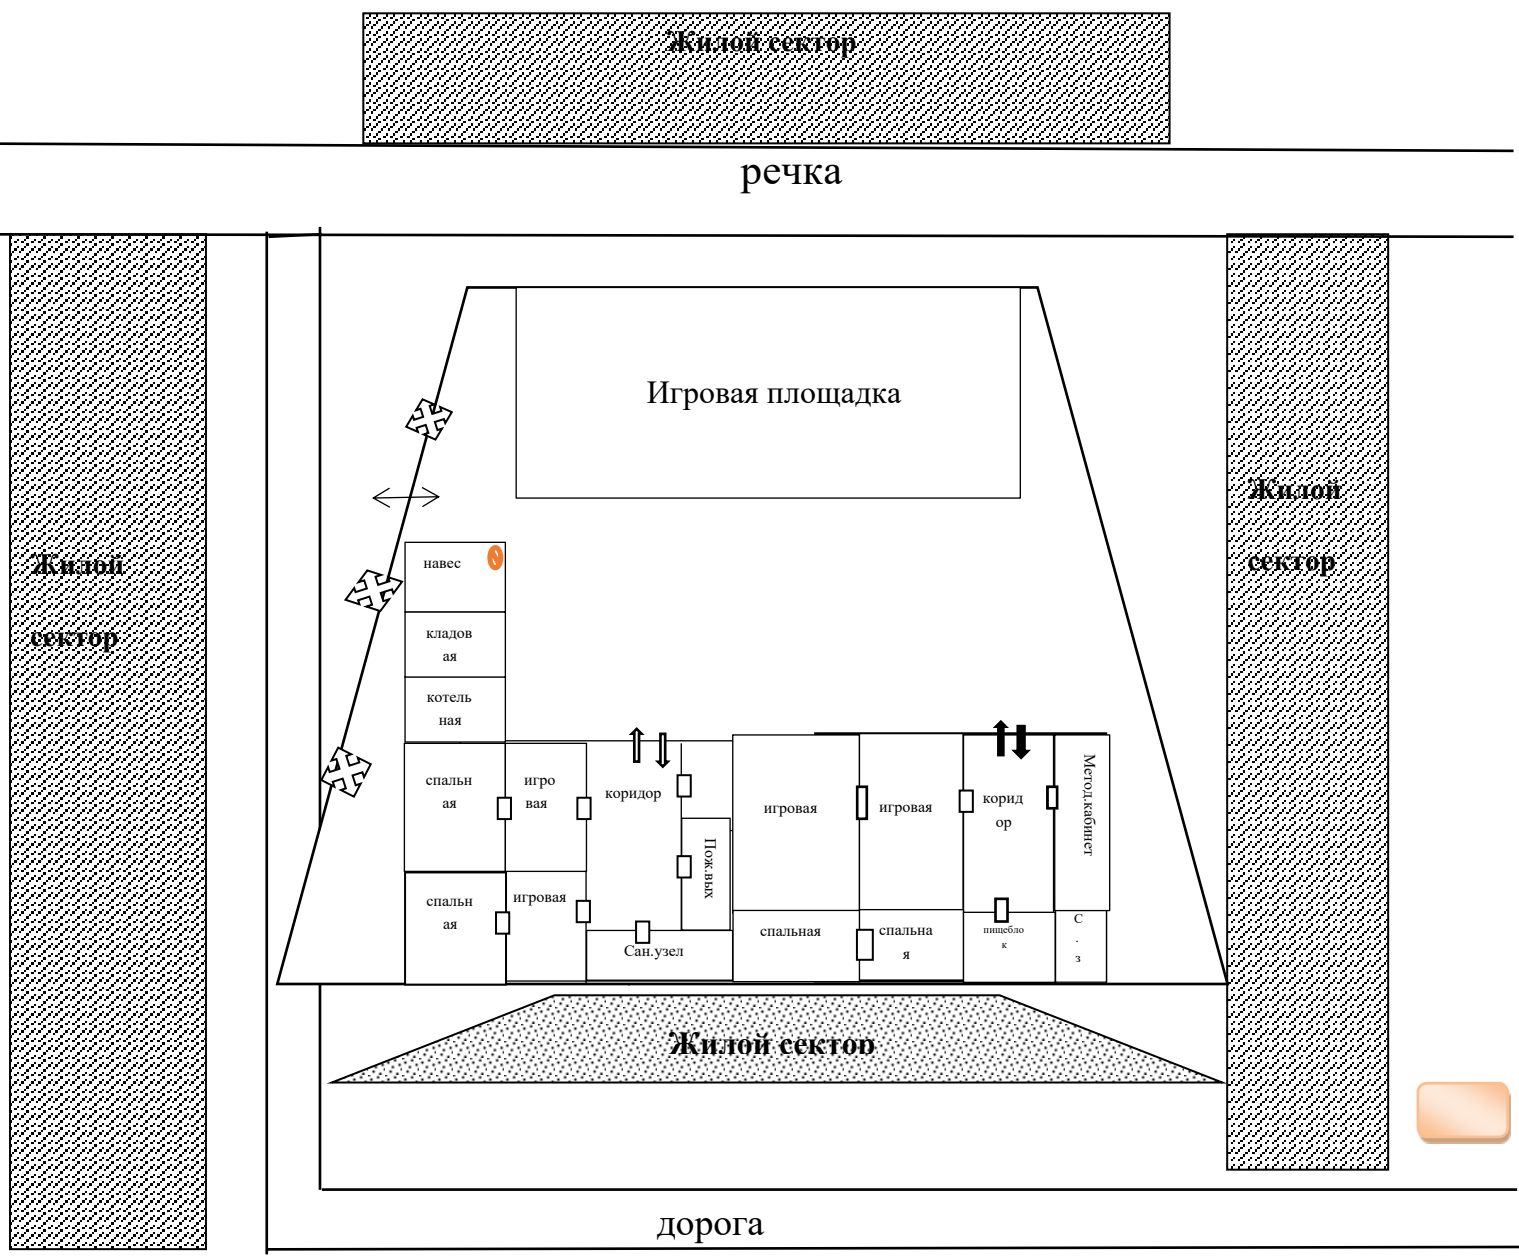 Жилой сектор
речка
Игровая площадка
Жилой
сектор
Жилой
сектор
навес
кладов
ая
котель
ная
спальн
ая
игро
вая
коридор
Пож.вых
игровая
игровая
корид
ор
Метод.кабинет
спальн
ая
игровая
Сан.узел
спальная
спальна
я
пищебло
к
С
.
з
Жилой сектор
дорога